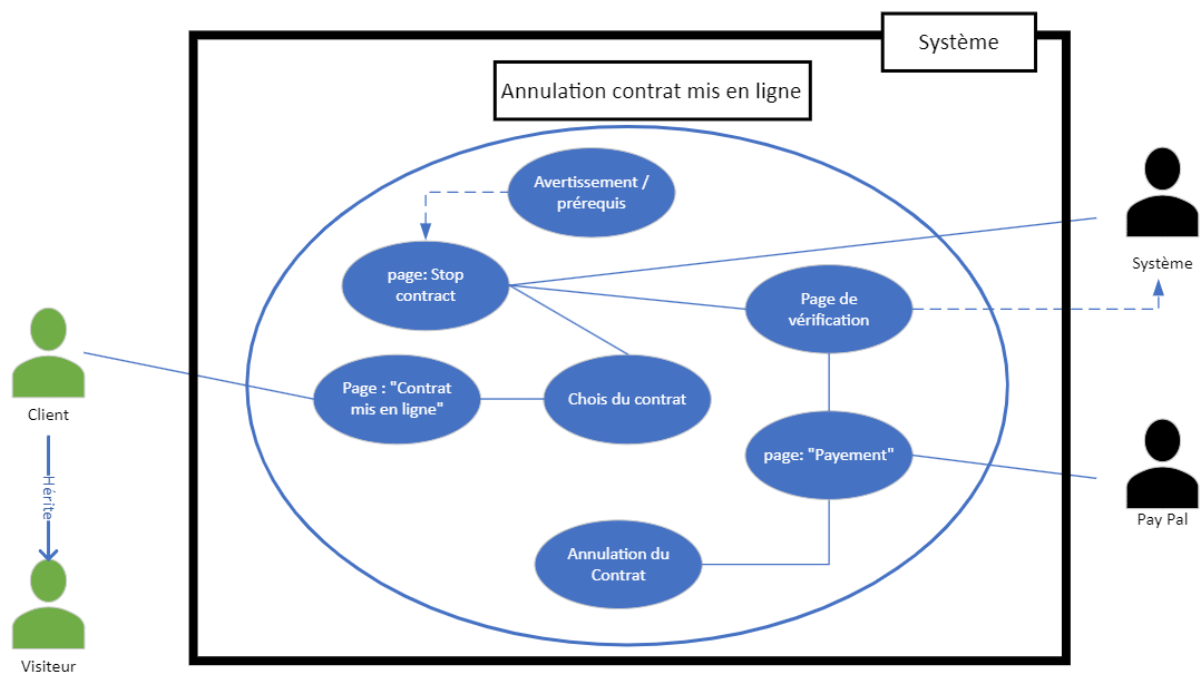 Système
Annulation contrat mis en ligne
Avertissement /
prérequis
page: Stop
contract
Page de
vérification
Système
Client
Page : "Contrat
mis en ligne"
Chois du contrat
page: "Payement"
Hérite
Pay Pal
Annulation du
Contrat
Visiteur